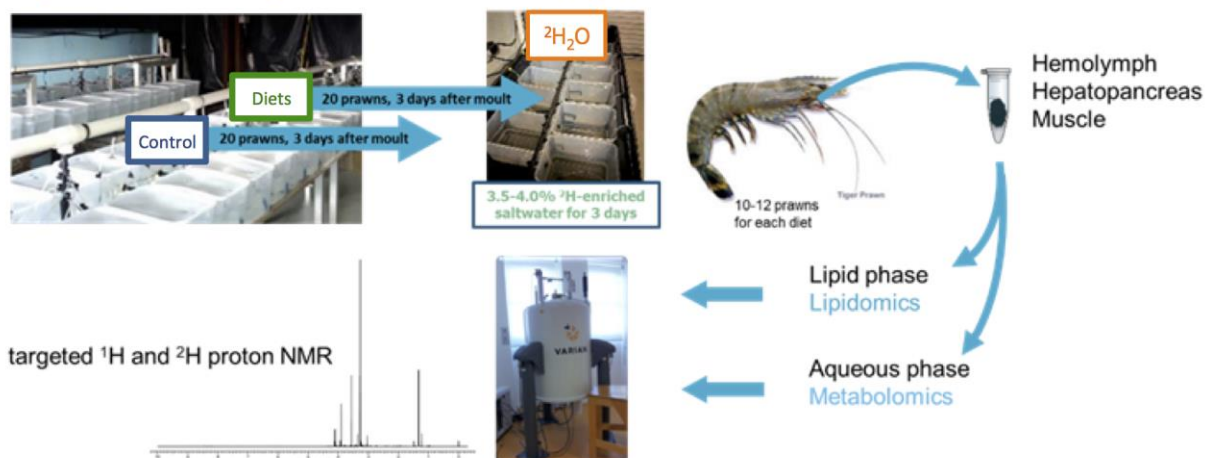 ²H₂O
Diets
20 prawns, 3 days after moult
Control
20 prawns, 3 days after moult
3.5-4.0% ²H-enriched
saltwater for 3 days
Tiger Prawn
10-12 prawns
for each diet
Hemolymph
Hepatopancreas
Muscle
Lipid phase
Lipidomics
targeted ¹H and ²H proton NMR
VARIAN
Aqueous phase
Metabolomics